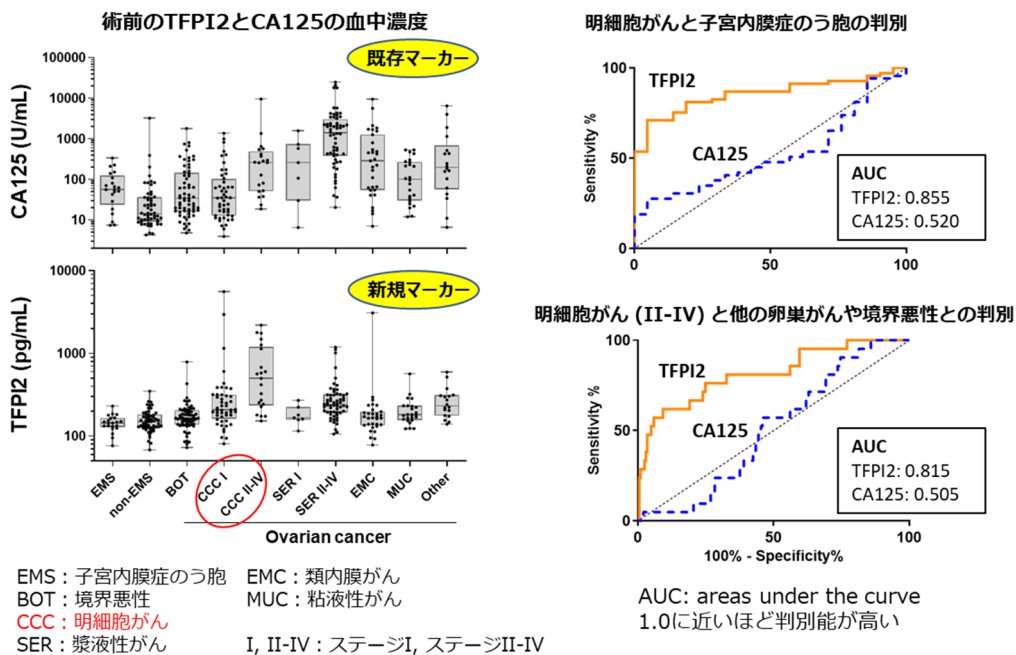 術前のTFPI2とCA125の血中濃度
既存マーカー
CA125 (U/mL)
100000
10000
1000
100
10
新規マーカー
TFPI2 (pg/mL)
10000
1000
100
EMS
non-EMS
BOT
CCC I
CCC II-IV
SER I
SER II-IV
EMC
MUC
Other
Ovarian cancer
EMS：子宮内膜症のう胞
BOT：境界悪性
CCC：明細胞がん
SER：漿液性がん
EMC：類内膜がん
MUC：粘液性がん
I, II-IV：ステージI, ステージII-IV
明細胞がんと子宮内膜症のう胞の判別
Sensitivity %
100
50
0
TFPI2
CA125
AUC
TFPI2: 0.855
CA125: 0.520
0
50
100
明細胞がん (II-IV) と他の卵巣がんや境界悪性との判別
Sensitivity %
100
50
0
TFPI2
CA125
AUC
TFPI2: 0.815
CA125: 0.505
0
50
100
100% - Specificity%
AUC: areas under the curve
1.0に近いほど判別能が高い